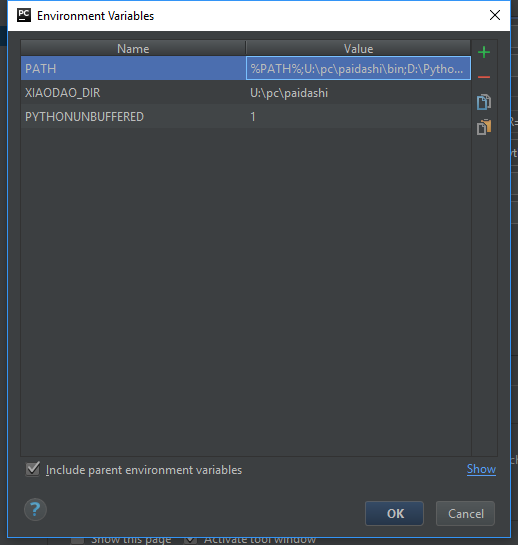 PC Environment Variables
Name Value
PATH %PATH%;U:\pc\paidashi\bin;D:\Pytho...
XIAODAO_DIR U:\pc\paidashi
PYTHONUNBUFFERED 1
Include parent environment variables Show
? OK Cancel
Show this page Activate tool window